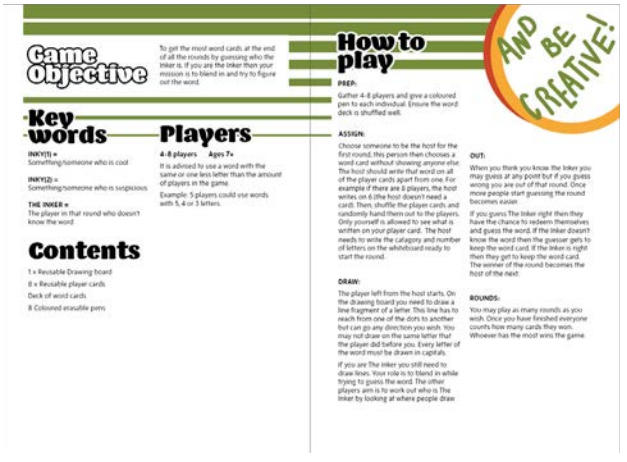 Game
Objective
To get the most word cards at the end
of all the rounds by guessing who the
Inker is. If you are the Inker then your
mission is to blend in and try to figure
out the word.
Key
words
INKY(1) =
Something/someone who is cool
INKY(2) =
Something/someone who is suspicious
THE INKER =
The player in that round who doesn't
know the word
Players
4-8 players Ages 7+
It is advised to use a word with the
same or one less letter than the amount
of players in the game.
Example: 5 players could use words
with 5, 4 or 3 letters.
Contents
1 x Reusable Drawing board
8 x Reusable player cards
Deck of word cards
8 Coloured erasable pens
How to
play
PREP:
Gather 4-8 players and give a coloured
pen to each individual. Ensure the word
deck is shuffled well.
ASSIGN:
Choose someone to be the host for the
first round, this person then chooses a
word card without showing anyone else.
The host should write that word on all
of the player cards apart from one. For
example if there are 8 players, the host
writes on 6 (the host doesn't need a
card). Then, shuffle the player cards and
randomly hand them out to the players.
Only yourself is allowed to see what is
written on your player card. The host
needs to write the catagory and number
of letters on the whiteboard ready to
start the round.
DRAW:
The player left from the host starts. On
the drawing board you need to draw a
line fragment of a letter. This line has to
reach from one of the dots to another
but can go any direction you wish. You
may not draw on the same letter that
the player did before you. Every letter of
the word must be drawn in capitals.
If you are The Inker you still need to
draw lines. Your role is to blend in while
trying to guess the word. The other
players aim is to work out who is The
Inker by looking at where people draw
AND
BE
CREATIVE!
OUT:
When you think you know the Inker you
may guess at any point but if you guess
wrong you are out of that round. Once
more people start guessing the round
becomes easier.
If you guess The Inker right then they
have the chance to redeem themselves
and guess the word. If the Inker doesn't
know the word then the guesser gets to
keep the word card. If the Inker is right
then they get to keep the word card.
The winner of the round becomes the
host of the next.
ROUNDS:
You may play as many rounds as you
wish. Once you have finished everyone
counts how many cards they won.
Whoever has the most wins the game.